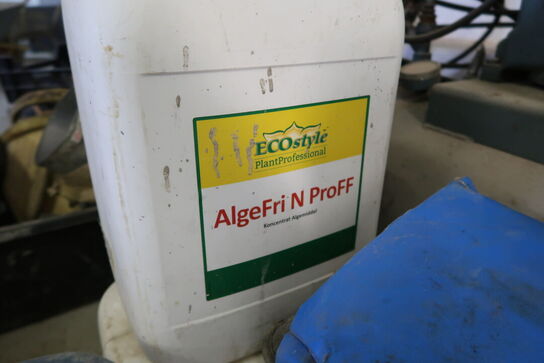 ECOstyle
PlantProfessional
AlgeFri N ProFF
Koncentrat-Algemiddel